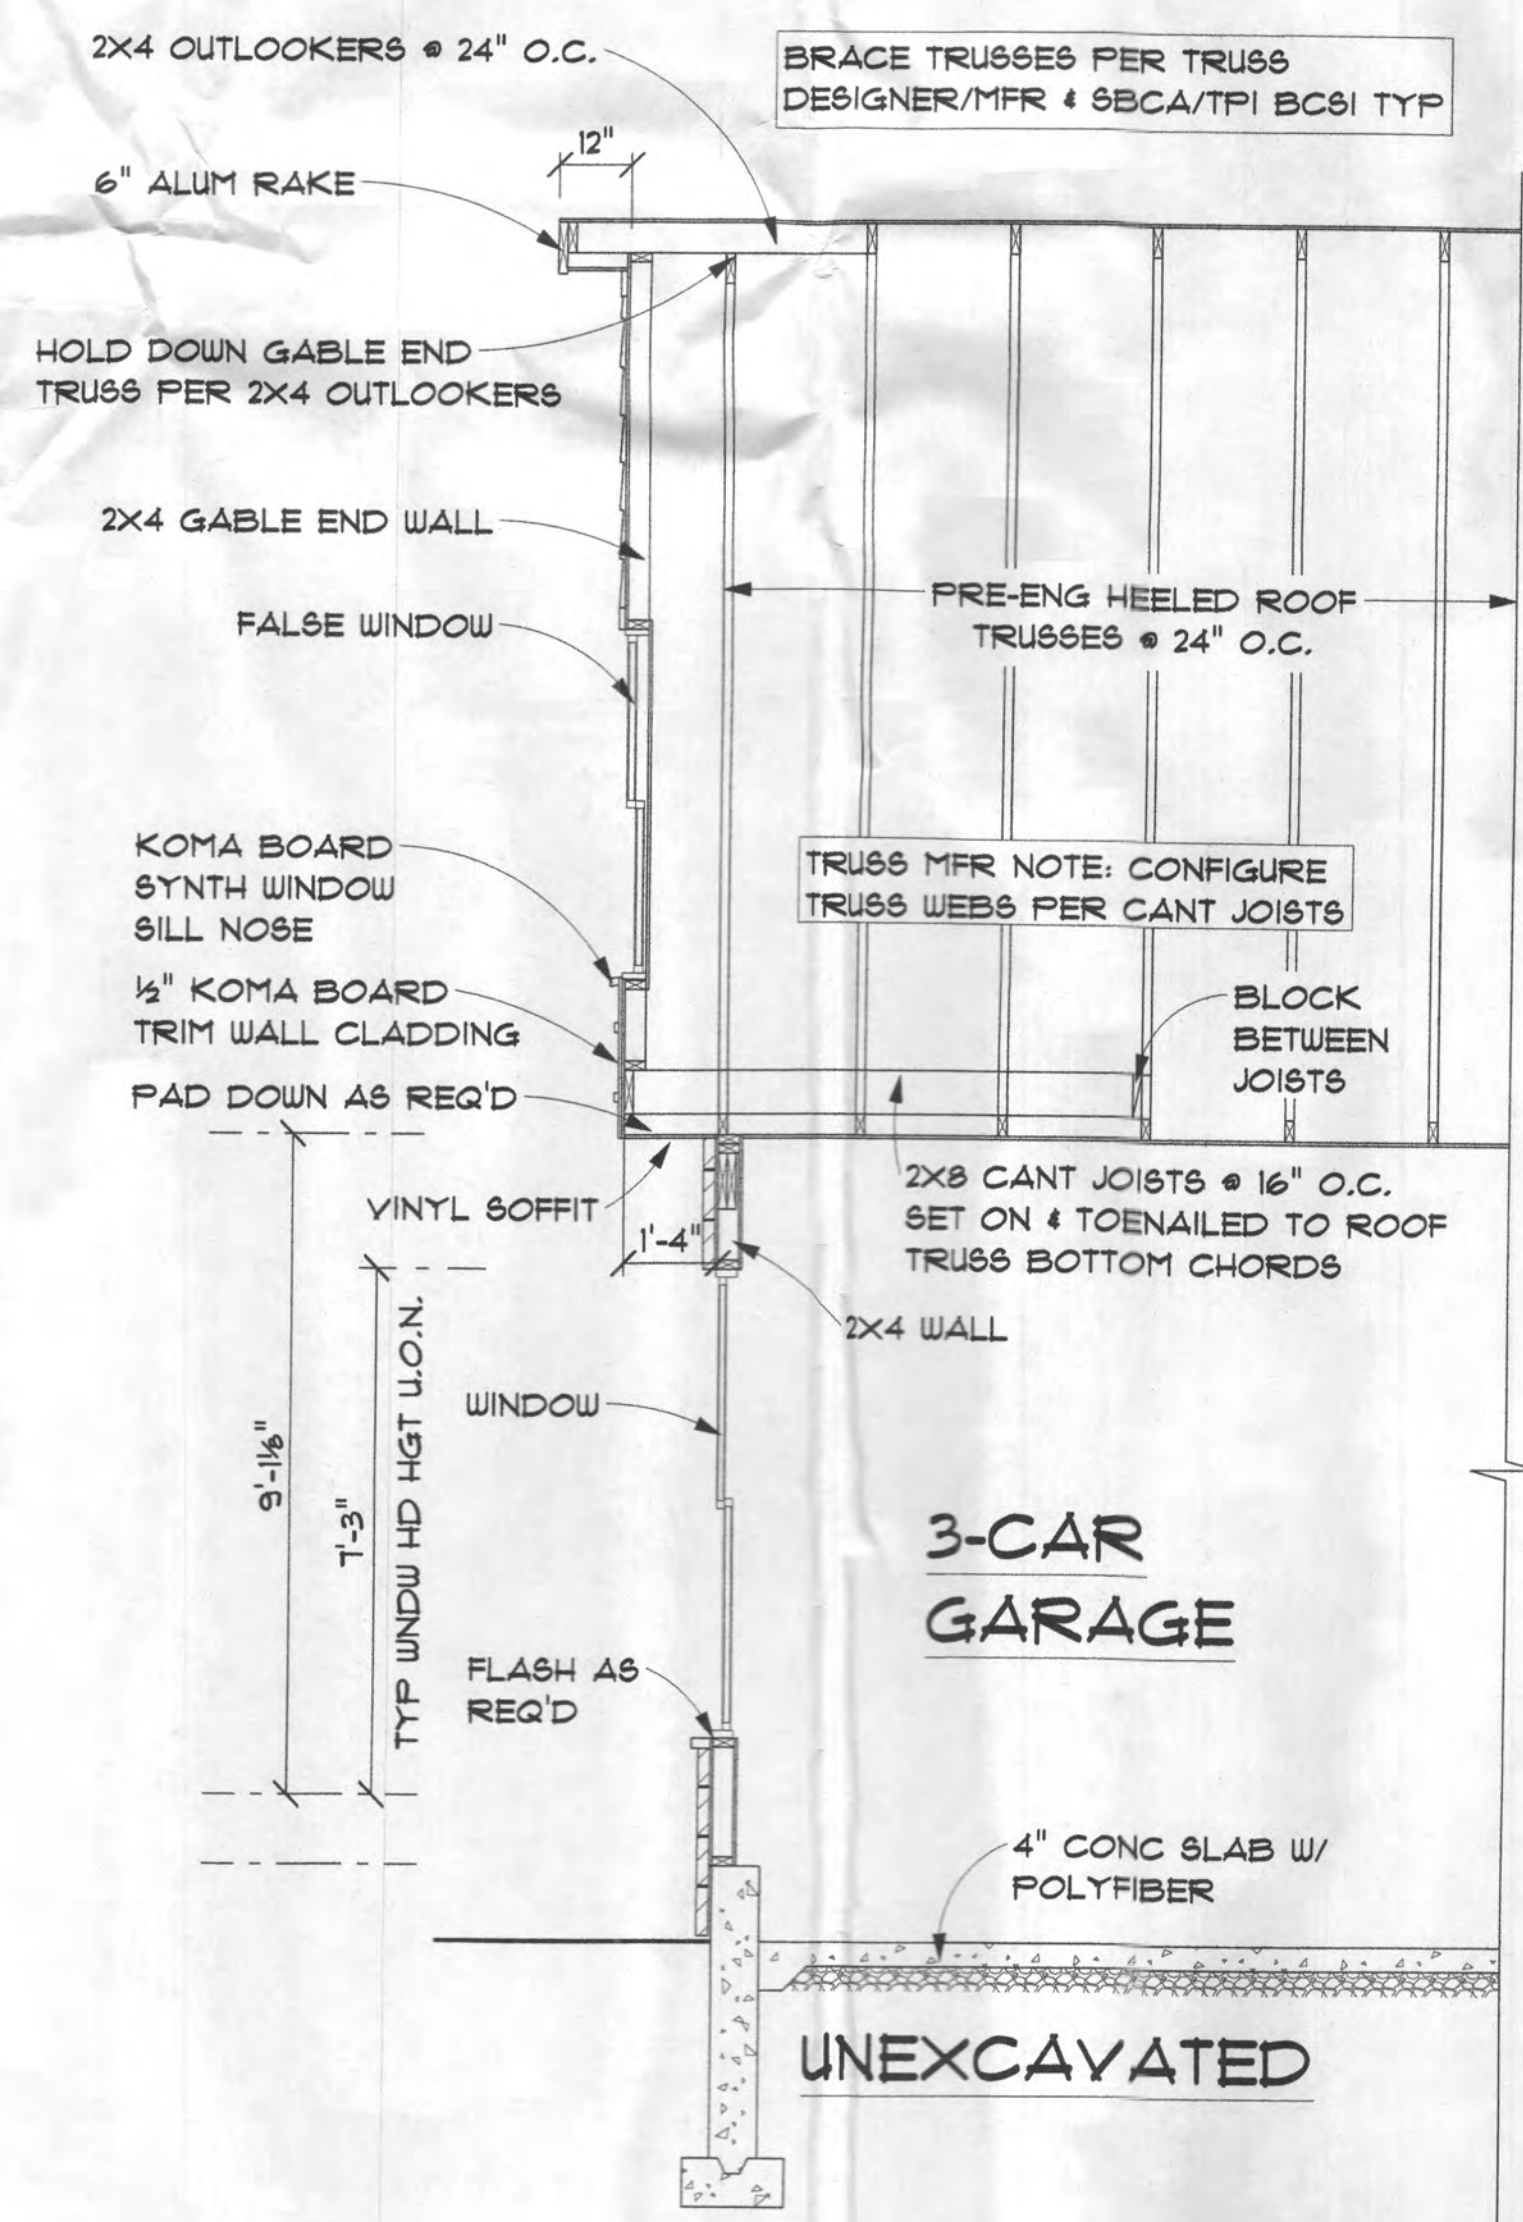 2X4 OUTLOOKERS @ 24" O.C.
BRACE TRUSSES PER TRUSS
DESIGNER/MFR & SBCA/TPI BCSI TYP
12"
6" ALUM RAKE
HOLD DOWN GABLE END
TRUSS PER 2X4 OUTLOOKERS
2X4 GABLE END WALL
PRE-ENG HEELED ROOF
TRUSSES @ 24" O.C.
FALSE WINDOW
KOMA BOARD
SYNTH WINDOW
SILL NOSE
TRUSS MFR NOTE: CONFIGURE
TRUSS WEBS PER CANT JOISTS
½" KOMA BOARD
TRIM WALL CLADDING
BLOCK
BETWEEN
JOISTS
PAD DOWN AS REQ'D
VINYL SOFFIT
1'-4"
2X8 CANT JOISTS @ 16" O.C.
SET ON & TOENAILED TO ROOF
TRUSS BOTTOM CHORDS
2X4 WALL
WINDOW
9'-1⅛"
7'-3"
TYP WNDW HD HGT U.O.N.
3-CAR
GARAGE
FLASH AS
REQ'D
4" CONC SLAB W/
POLYFIBER
UNEXCAVATED